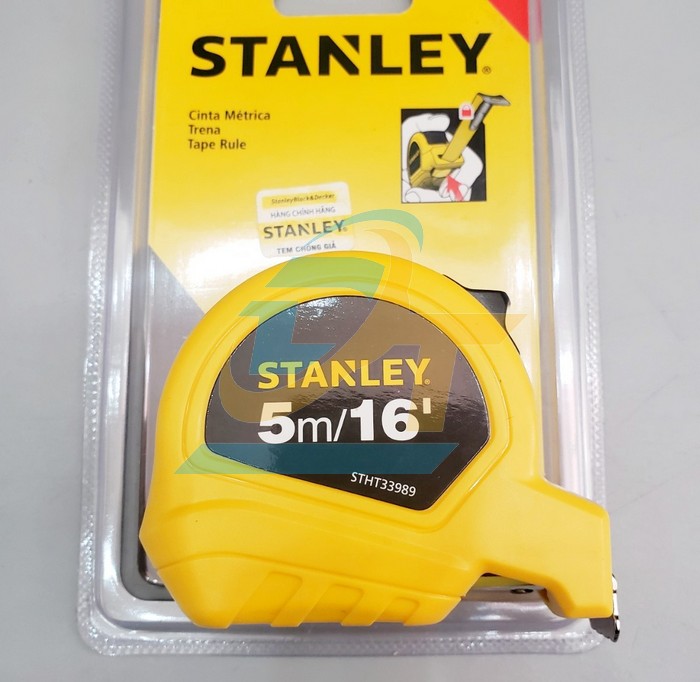 STANLEY®
Cinta Métrica
Trena
Tape Rule
StanleyBlack&Decker
HÀNG CHÍNH HÃNG
STANLEY
TEM CHỐNG GIẢ
STANLEY®
5m/16'
STHT33989